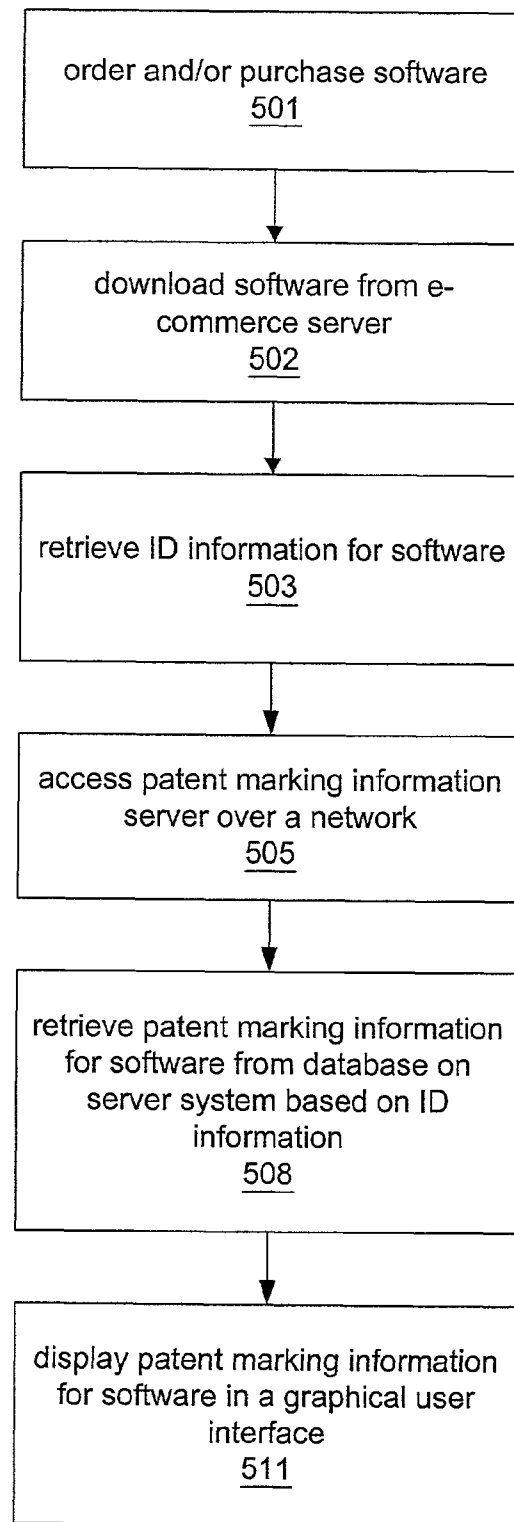 order and/or purchase software
501
download software from e-
commerce server
502
retrieve ID information for software
503
access patent marking information
server over a network
505
retrieve patent marking information
for software from database on
server system based on ID
information
508
display patent marking information
for software in a graphical user
interface
511